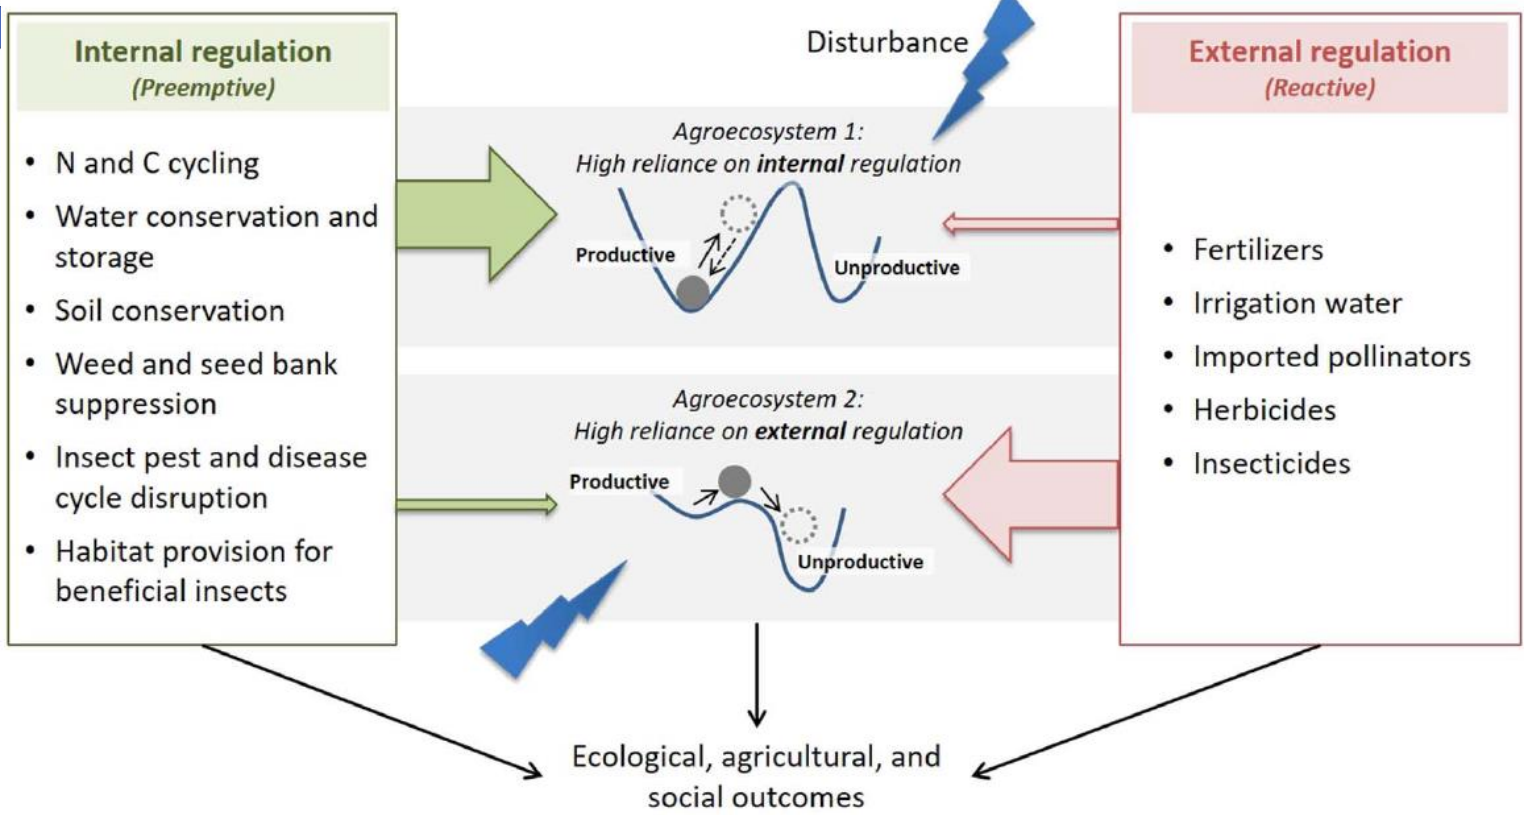 Internal regulation
(Preemptive)
• N and C cycling
• Water conservation and
storage
• Soil conservation
• Weed and seed bank
suppression
• Insect pest and disease
cycle disruption
• Habitat provision for
beneficial insects
Disturbance
Agroecosystem 1:
High reliance on internal regulation
Productive
Unproductive
Agroecosystem 2:
High reliance on external regulation
Productive
Unproductive
External regulation
(Reactive)
• Fertilizers
• Irrigation water
• Imported pollinators
• Herbicides
• Insecticides
Ecological, agricultural, and
social outcomes